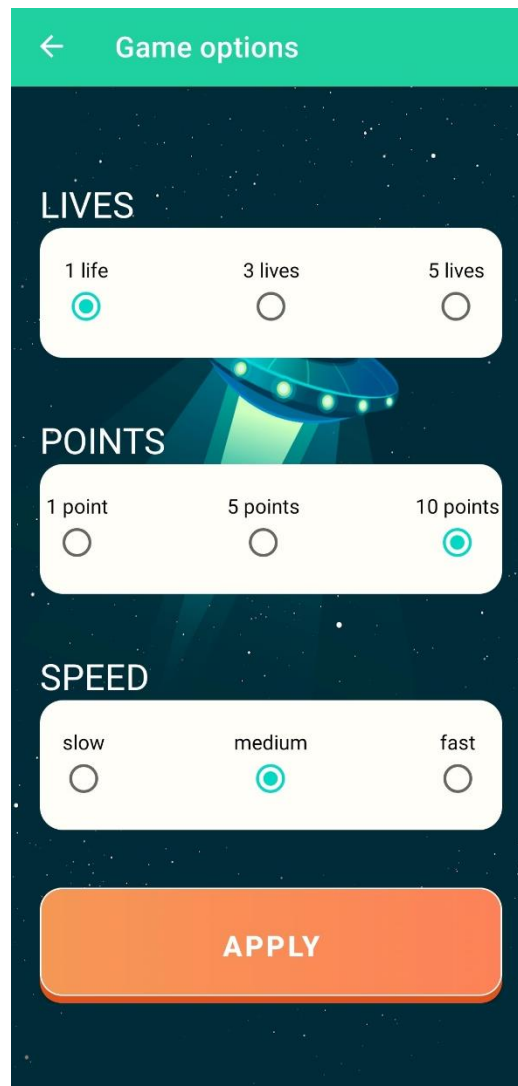 Game options
LIVES
1 life 3 lives 5 lives
POINTS
1 point 5 points 10 points
SPEED
slow medium fast
APPLY